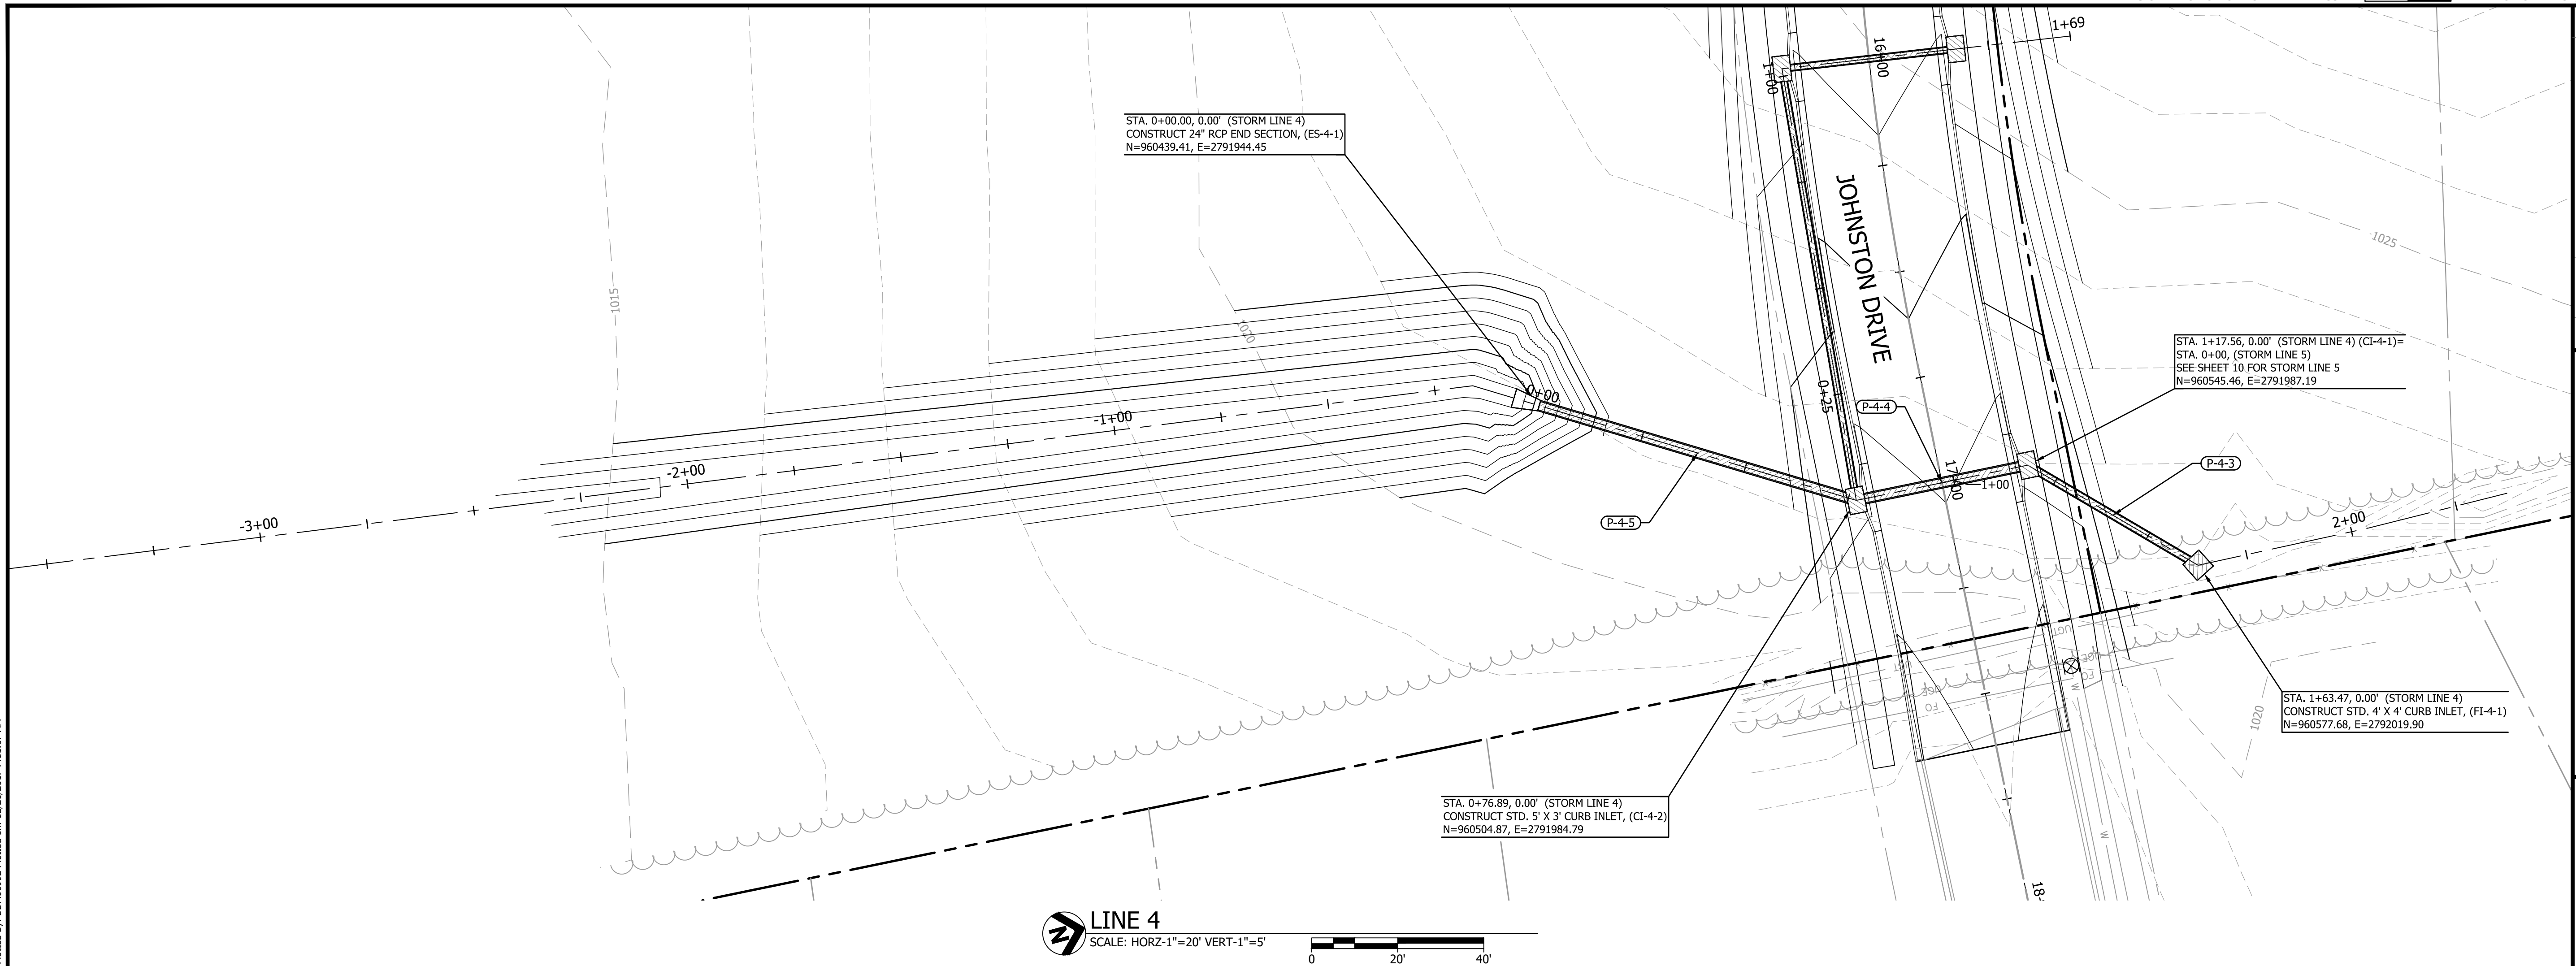 1+69
16+00
1+00
STA. 0+00.00, 0.00' (STORM LINE 4)
CONSTRUCT 24" RCP END SECTION, (ES-4-1)
N=960439.41, E=2791944.45
JOHNSTON DRIVE
1025
1015
1020
STA. 1+17.56, 0.00' (STORM LINE 4) (CI-4-1)=
STA. 0+00, (STORM LINE 5)
SEE SHEET 10 FOR STORM LINE 5
N=960545.46, E=2791987.19
0+00
0+25
P-4-4
-1+00
P-4-3
-2+00
17+00
1+00
P-4-5
-3+00
2+00
UGT
UGT
UGE
UGE
FO
FO
W
W
1020
STA. 1+63.47, 0.00' (STORM LINE 4)
CONSTRUCT STD. 4' X 4' CURB INLET, (FI-4-1)
N=960577.68, E=2792019.90
STA. 0+76.89, 0.00' (STORM LINE 4)
CONSTRUCT STD. 5' X 3' CURB INLET, (CI-4-2)
N=960504.87, E=2791984.79
18+
N
LINE 4
SCALE: HORZ-1"=20' VERT-1"=5'
0 20' 40'